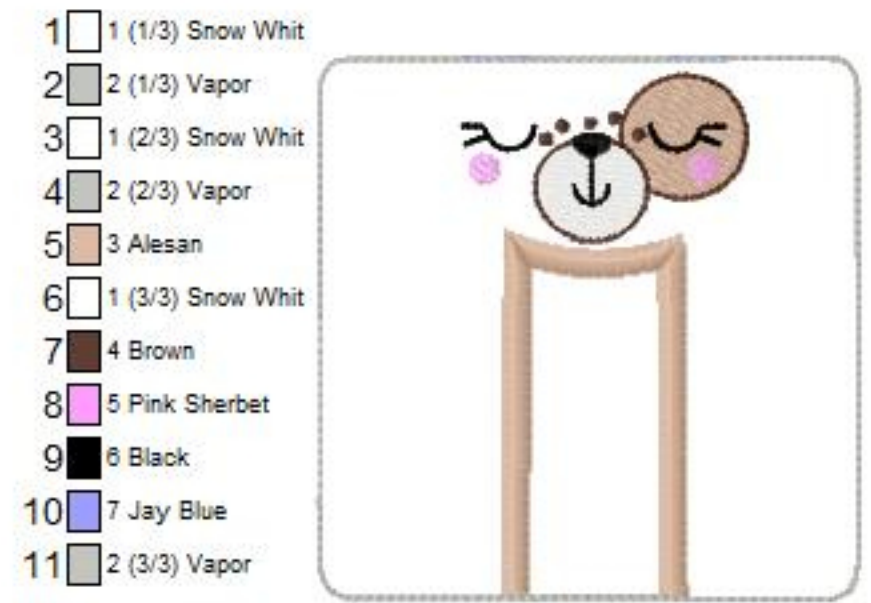 1 1 (1/3) Snow Whit
2 2 (1/3) Vapor
3 1 (2/3) Snow Whit
4 2 (2/3) Vapor
5 3 Alesan
6 1 (3/3) Snow Whit
7 4 Brown
8 5 Pink Sherbet
9 6 Black
10 7 Jay Blue
11 2 (3/3) Vapor